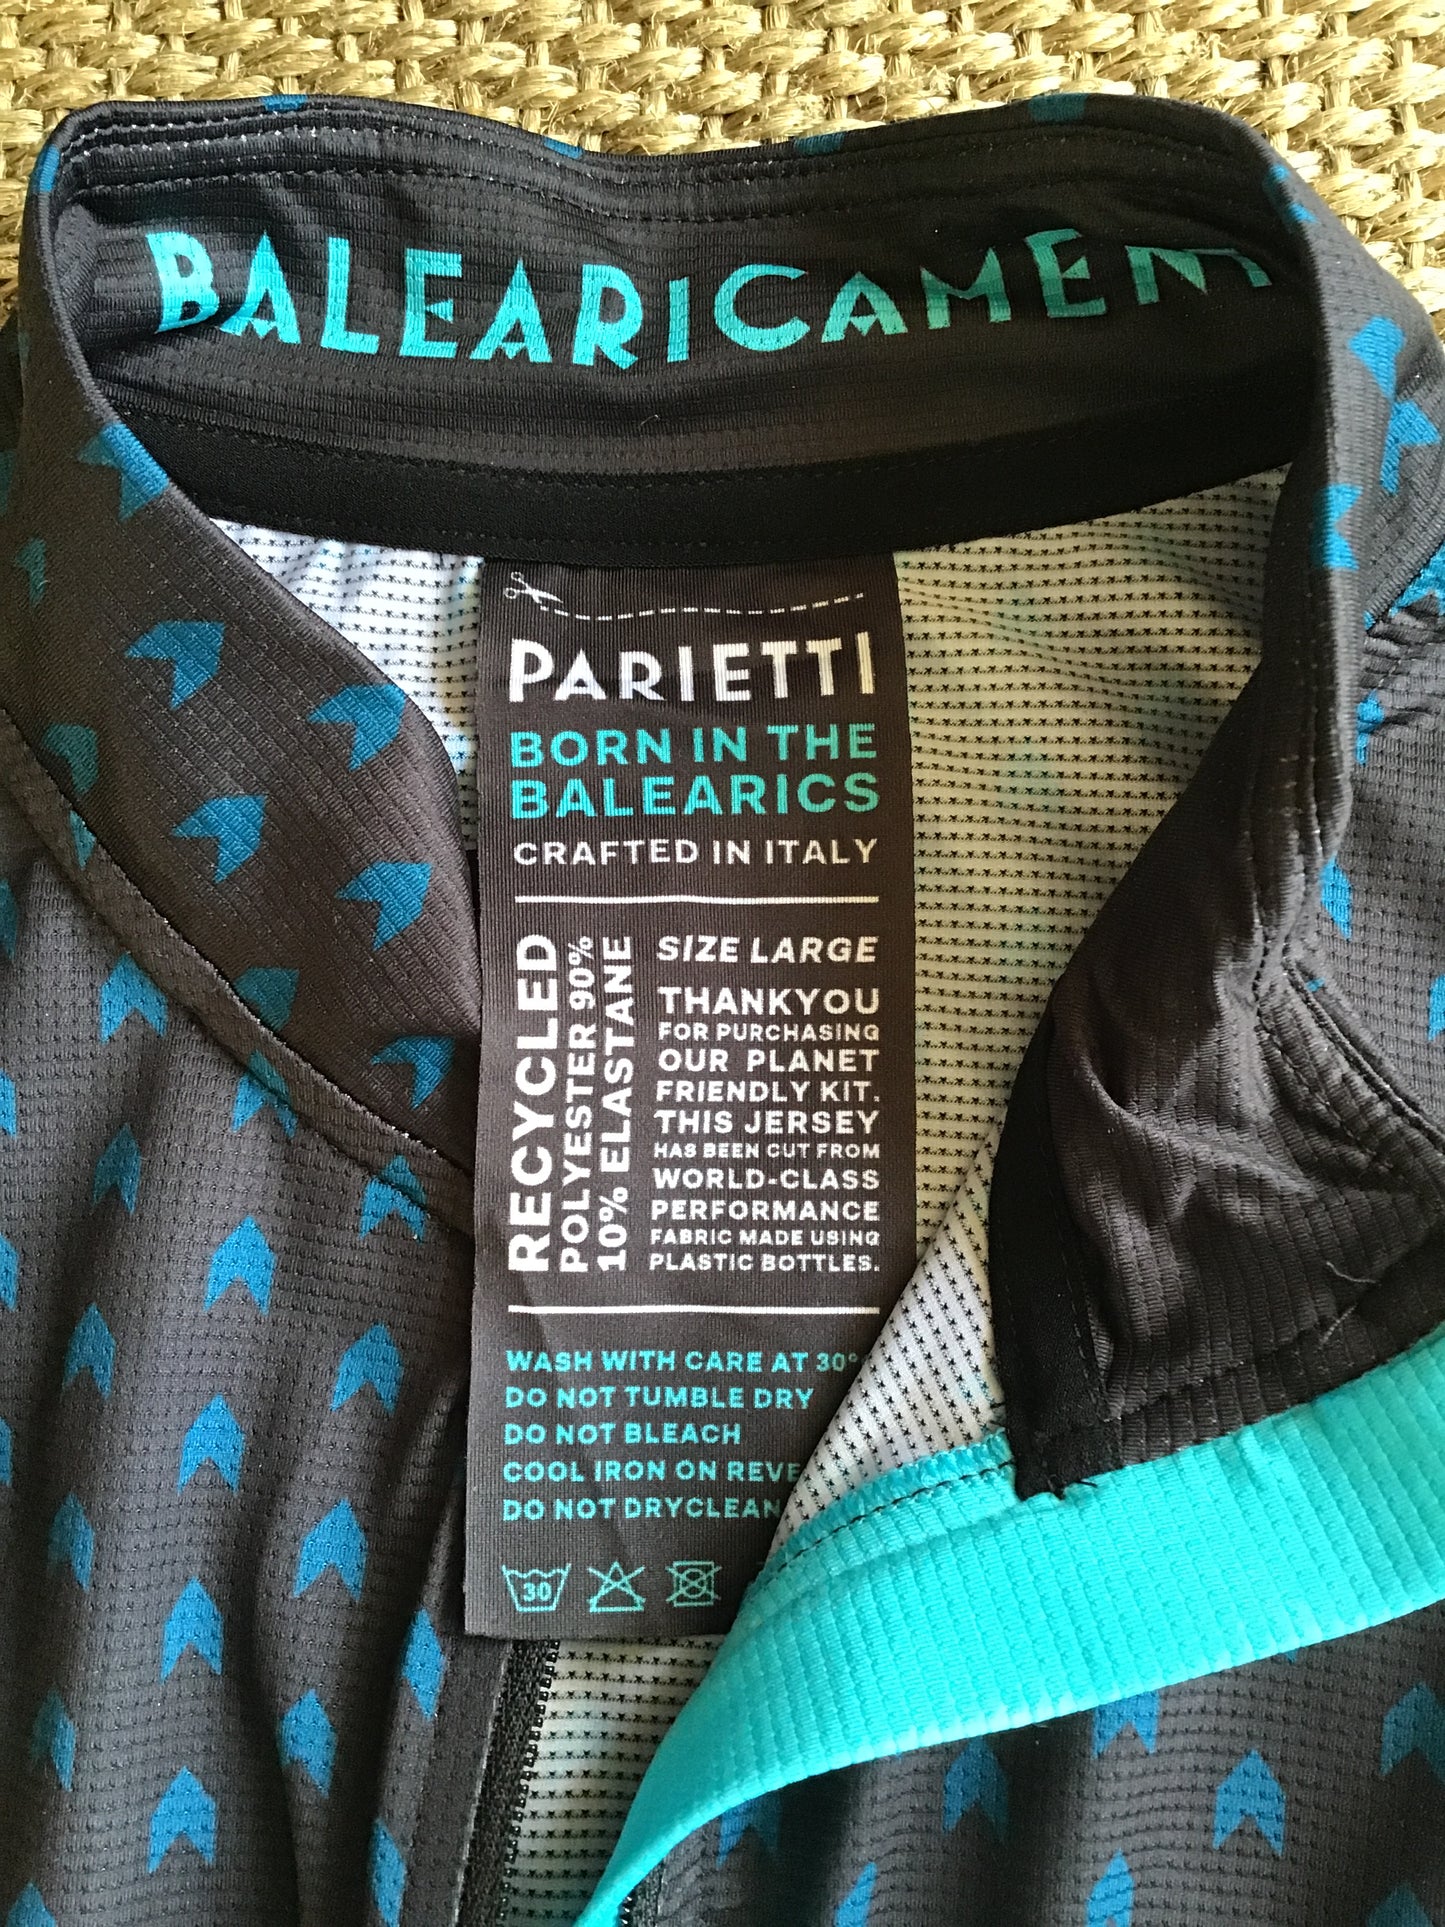 BALEARICAMENT
PARIETTI
BORN IN THE
BALEARICS
CRAFTED IN ITALY
RECYCLED
POLYESTER 90%
10% ELASTANE
SIZE LARGE
THANKYOU
FOR PURCHASING
OUR PLANET
FRIENDLY KIT.
THIS JERSEY
HAS BEEN CUT FROM
WORLD-CLASS
PERFORMANCE
FABRIC MADE USING
PLASTIC BOTTLES.
WASH WITH CARE AT 30°
DO NOT TUMBLE DRY
DO NOT BLEACH
COOL IRON ON REVE
DO NOT DRYCLEAN
30